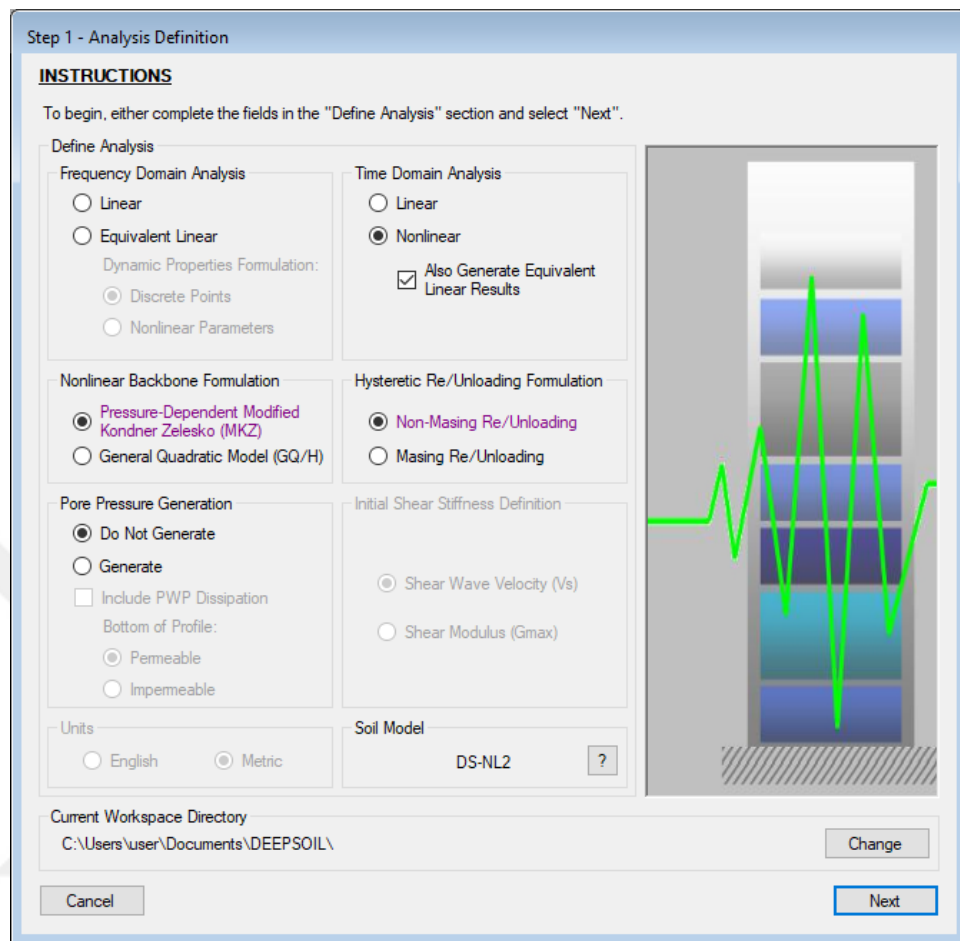 Step 1 - Analysis Definition
INSTRUCTIONS
To begin, either complete the fields in the "Define Analysis" section and select "Next".
Define Analysis
Frequency Domain Analysis
Linear
Equivalent Linear
Dynamic Properties Formulation:
Discrete Points
Nonlinear Parameters
Time Domain Analysis
Linear
Nonlinear
Also Generate Equivalent
Linear Results
Nonlinear Backbone Formulation
Pressure-Dependent Modified
Kondner Zelesko (MKZ)
General Quadratic Model (GQ/H)
Hysteretic Re/Unloading Formulation
Non-Masing Re/Unloading
Masing Re/Unloading
Pore Pressure Generation
Do Not Generate
Generate
Include PWP Dissipation
Bottom of Profile:
Permeable
Impermeable
Initial Shear Stiffness Definition
Shear Wave Velocity (Vs)
Shear Modulus (Gmax)
Units
English
Metric
Soil Model
DS-NL2
?
Current Workspace Directory
C:\Users\user\Documents\DEEPSOIL\
Change
Cancel
Next